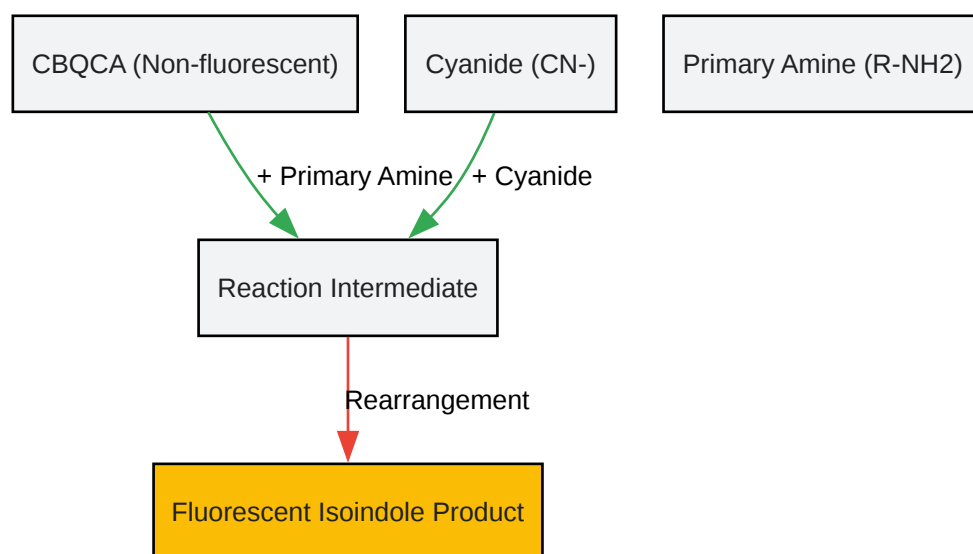 CBQCA (Non-fluorescent)
Cyanide (CN-)
Primary Amine (R-NH2)
+ Primary Amine
+ Cyanide
Reaction Intermediate
Rearrangement
Fluorescent Isoindole Product